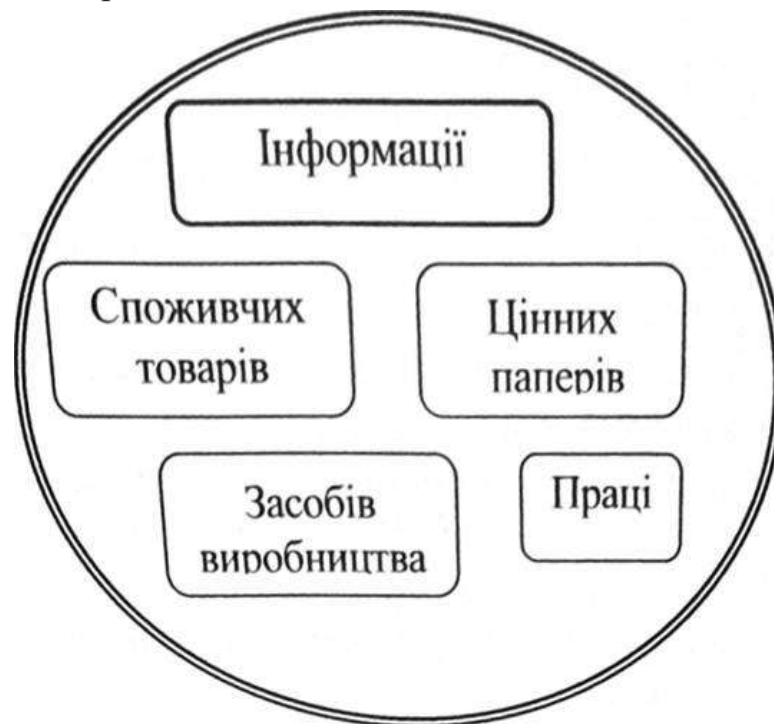 Інформації
Споживчих
товарів
Цінних
паперів
Засобів
виробництва
Праці